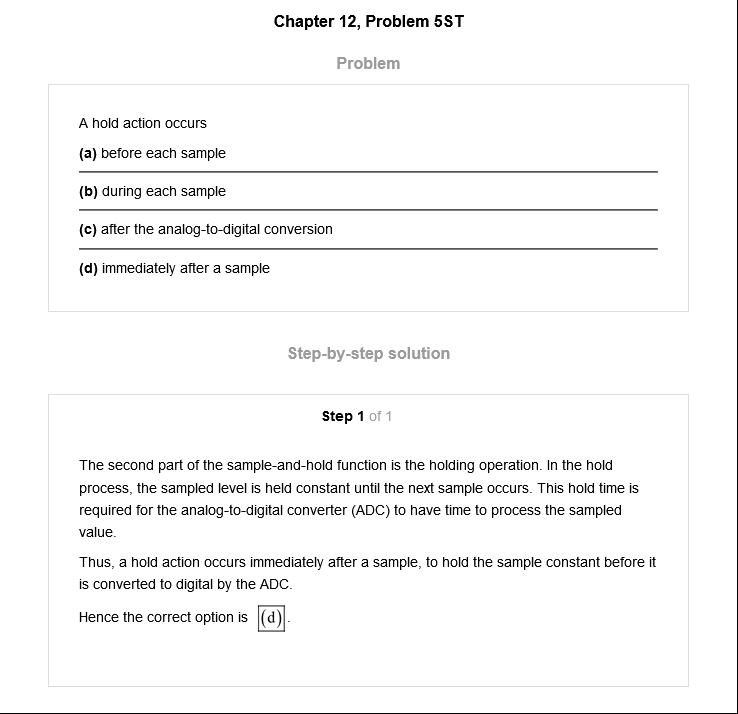 Chapter 12, Problem 5ST
Problem
A hold action occurs
(a) before each sample
(b) during each sample
(c) after the analog-to-digital conversion
(d) immediately after a sample
Step-by-step solution
Step 1 of 1
The second part of the sample-and-hold function is the holding operation. In the hold
process, the sampled level is held constant until the next sample occurs. This hold time is
required for the analog-to-digital converter (ADC) to have time to process the sampled
value.
Thus, a hold action occurs immediately after a sample, to hold the sample constant before it
is converted to digital by the ADC.
Hence the correct option is (d).